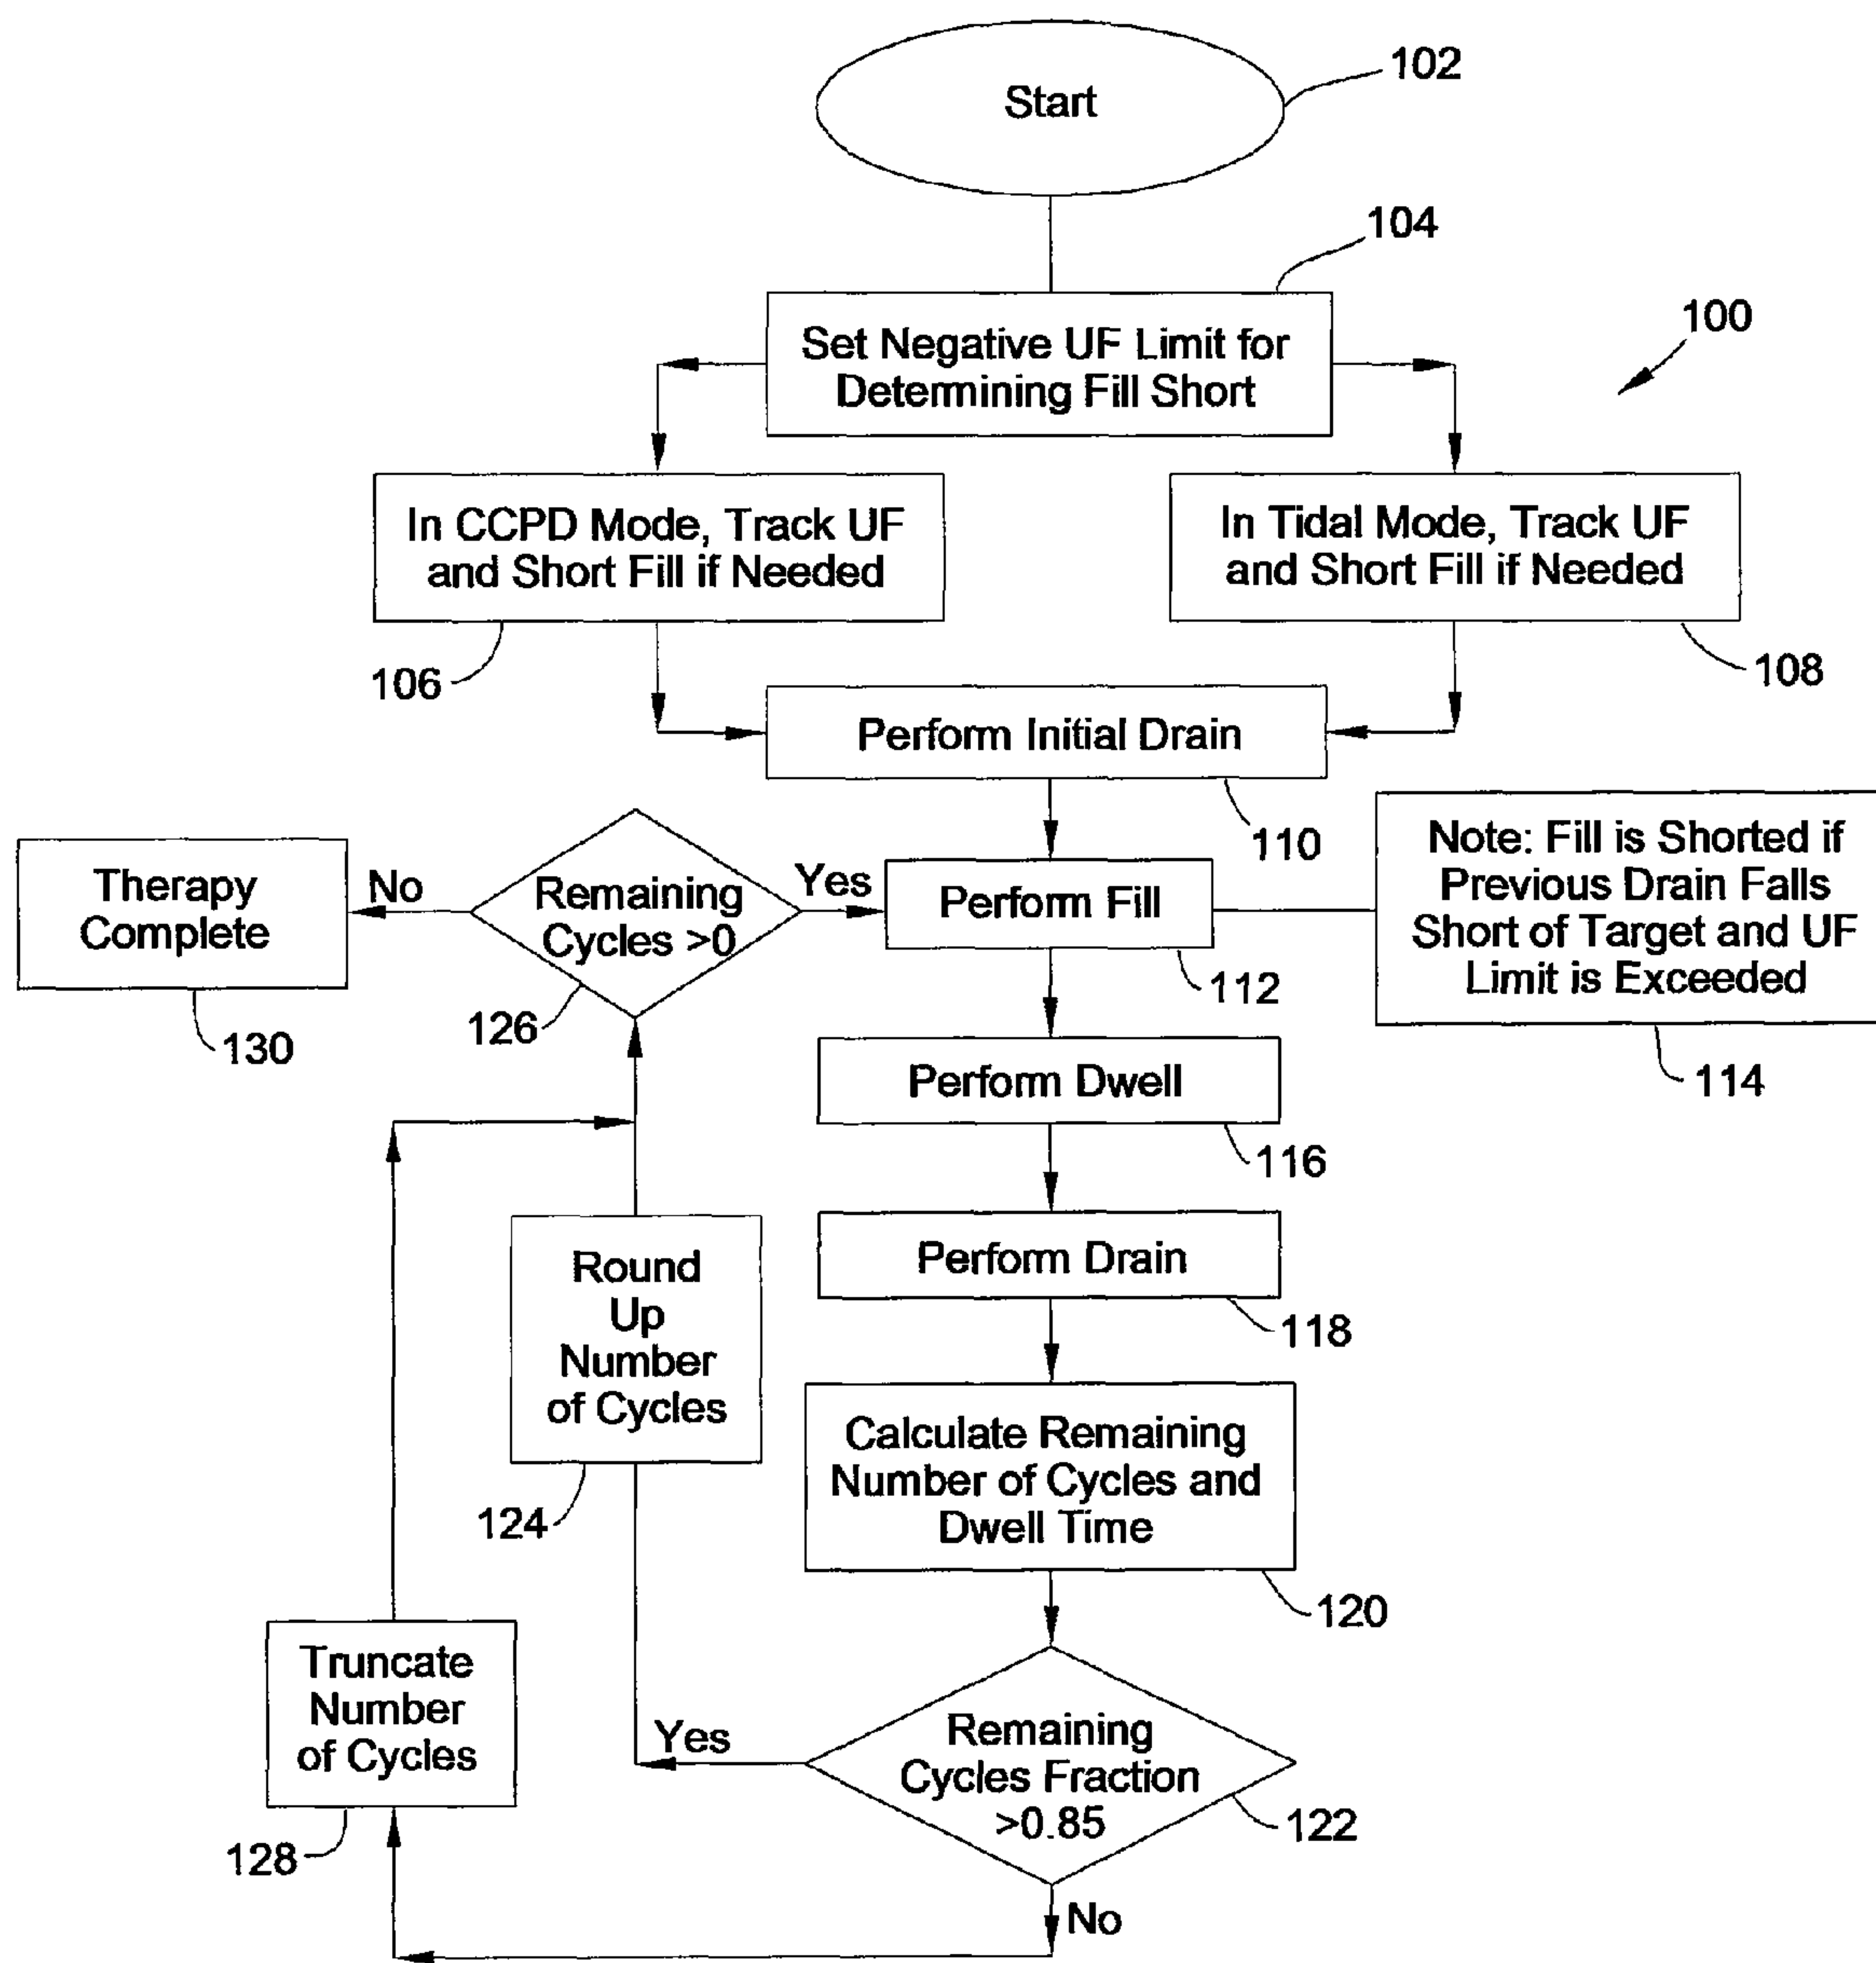 Start
102
104
Set Negative UF Limit for
Determining Fill Short
100
In CCPD Mode, Track UF
and Short Fill if Needed
106
In Tidal Mode, Track UF
and Short Fill if Needed
108
Perform Initial Drain
110
Therapy
Complete
130
No
Remaining
Cycles >0
126
Yes
Perform Fill
112
Note: Fill is Shorted if
Previous Drain Falls
Short of Target and UF
Limit is Exceeded
114
Perform Dwell
116
Perform Drain
118
Round
Up
Number
of Cycles
124
Calculate Remaining
Number of Cycles and
Dwell Time
120
Truncate
Number
of Cycles
128
Yes
Remaining
Cycles Fraction
>0.85
122
No